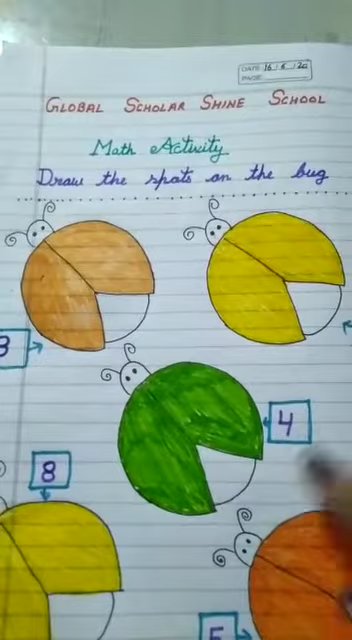 DATE 16/6/20
PAGE
GLOBAL SCHOLAR SHINE SCHOOL
Math Activity
Draw the spots on the bug
3
4
8
5